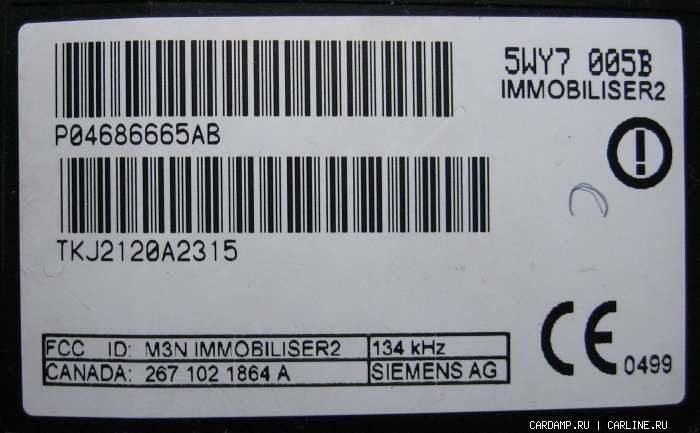 5WY7 005B
IMMOBILISER2
P04686665AB
TKJ2120A2315
FCC ID: M3N IMMOBILISER2 134 kHz
CANADA: 267 102 1864 A SIEMENS AG
CE 0499
CARDAMP.RU | CARLINE.RU